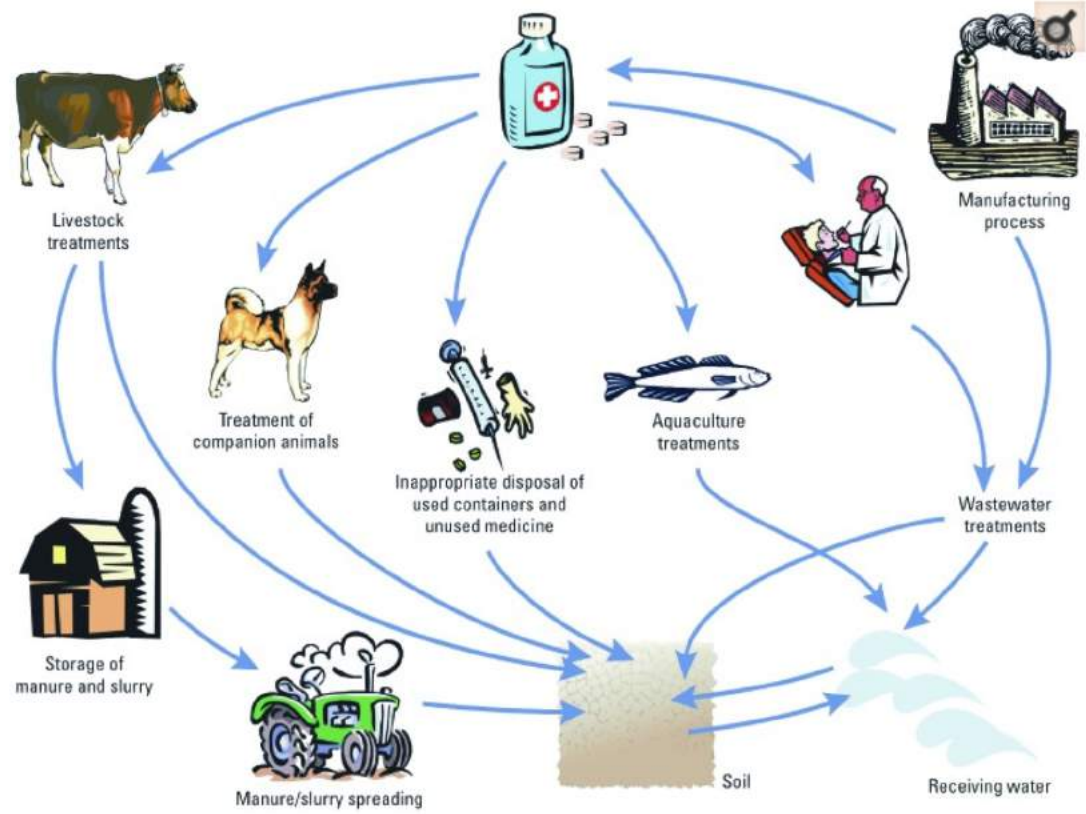 Livestock
treatments
Manufacturing
process
Treatment of
companion animals
Aquaculture
treatments
Inappropriate disposal of
used containers and
unused medicine
Wastewater
treatments
Storage of
manure and slurry
Manure/slurry spreading
Soil
Receiving water